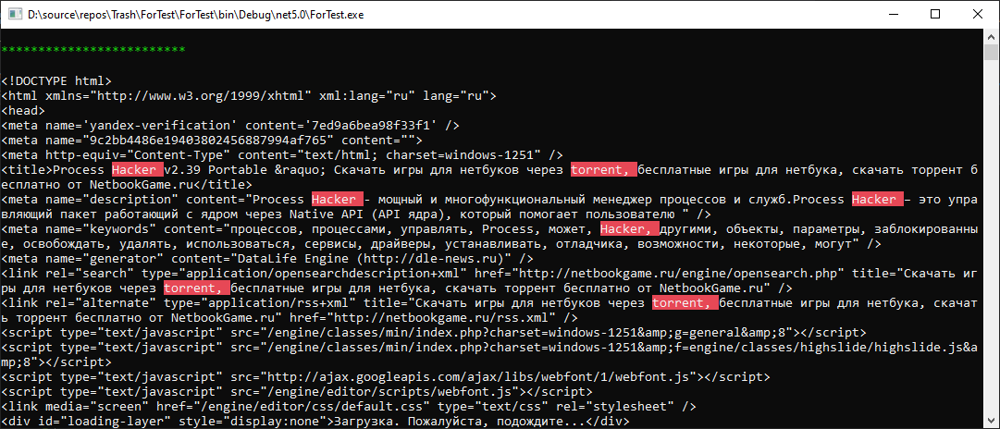 D:\source\repos\Trash\ForTest\ForTest\bin\Debug\net5.0\ForTest.exe
*************************
<!DOCTYPE html>
<html xmlns="http://www.w3.org/1999/xhtml" xml:lang="ru" lang="ru">
<head>
<meta name='yandex-verification' content='7ed9a6bea98f33f1' />
<meta name="9c2bb4486e19403802456887994af765" content="">
<meta http-equiv="Content-Type" content="text/html; charset=windows-1251" />
<title>Process Hacker v2.39 Portable &raquo; Скачать игры для нетбуков через torrent, бесплатные игры для нетбука, скачать торрент б
есплатно от NetbookGame.ru</title>
<meta name="description" content="Process Hacker - мощный и многофункциональный менеджер процессов и служб.Process Hacker – это упра
вляющий пакет работающий с ядром через Native API (API ядра), который помогает пользователю " />
<meta name="keywords" content="процессов, процессами, управлять, Process, может, Hacker, другими, объекты, параметры, заблокированны
е, освобождать, удалять, использоваться, сервисы, драйверы, устанавливать, отладчика, возможности, некоторые, могут" />
<meta name="generator" content="DataLife Engine (http://dle-news.ru)" />
<link rel="search" type="application/opensearchdescription+xml" href="http://netbookgame.ru/engine/opensearch.php" title="Скачать иг
ры для нетбуков через torrent, бесплатные игры для нетбука, скачать торрент бесплатно от NetbookGame.ru" />
<link rel="alternate" type="application/rss+xml" title="Скачать игры для нетбуков через torrent, бесплатные игры для нетбука, скачат
ь торрент бесплатно от NetbookGame.ru" href="http://netbookgame.ru/rss.xml" />
<script type="text/javascript" src="/engine/classes/min/index.php?charset=windows-1251&amp;g=general&amp;8"></script>
<script type="text/javascript" src="/engine/classes/min/index.php?charset=windows-1251&amp;f=engine/classes/highslide/highslide.js&a
mp;8"></script>
<script type="text/javascript" src="http://ajax.googleapis.com/ajax/libs/webfont/1/webfont.js"></script>
<script type="text/javascript" src="/engine/editor/scripts/webfont.js"></script>
<link media="screen" href="/engine/editor/css/default.css" type="text/css" rel="stylesheet" />
<div id="loading-layer" style="display:none">Загрузка. Пожалуйста, подождите...</div>